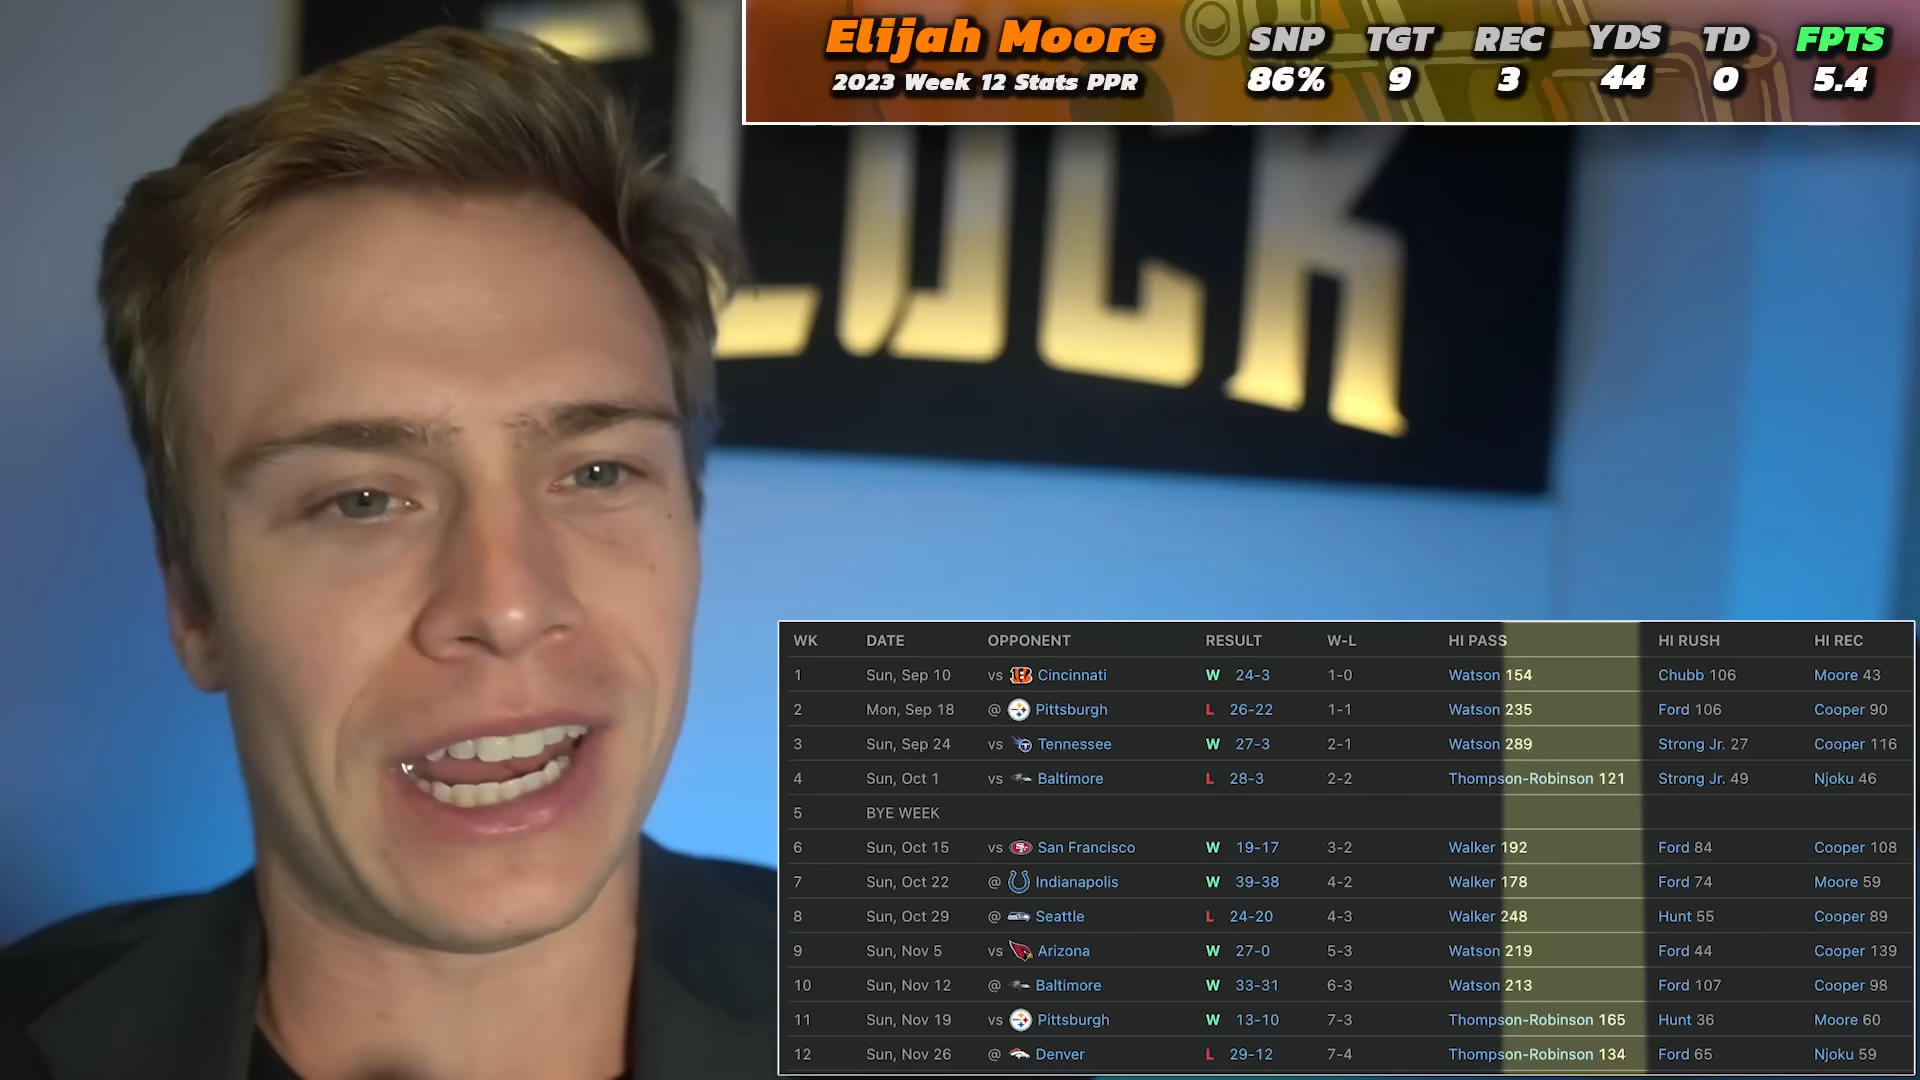 Elijah Moore
2023 Week 12 Stats PPR
SNP TGT REC YDS TD FPTS
86% 9 3 44 0 5.4
LOCK
WK DATE OPPONENT RESULT W-L HI PASS HI RUSH HI REC
1 Sun, Sep 10 vs Cincinnati W 24-3 1-0 Watson 154 Chubb 106 Moore 43
2 Mon, Sep 18 @ Pittsburgh L 26-22 1-1 Watson 235 Ford 106 Cooper 90
3 Sun, Sep 24 vs Tennessee W 27-3 2-1 Watson 289 Strong Jr. 27 Cooper 116
4 Sun, Oct 1 vs Baltimore L 28-3 2-2 Thompson-Robinson 121 Strong Jr. 49 Njoku 46
5 BYE WEEK
6 Sun, Oct 15 vs San Francisco W 19-17 3-2 Walker 192 Ford 84 Cooper 108
7 Sun, Oct 22 @ Indianapolis W 39-38 4-2 Walker 178 Ford 74 Moore 59
8 Sun, Oct 29 @ Seattle L 24-20 4-3 Walker 248 Hunt 55 Cooper 89
9 Sun, Nov 5 vs Arizona W 27-0 5-3 Watson 219 Ford 44 Cooper 139
10 Sun, Nov 12 @ Baltimore W 33-31 6-3 Watson 213 Ford 107 Cooper 98
11 Sun, Nov 19 vs Pittsburgh W 13-10 7-3 Thompson-Robinson 165 Hunt 36 Moore 60
12 Sun, Nov 26 @ Denver L 29-12 7-4 Thompson-Robinson 134 Ford 65 Njoku 59